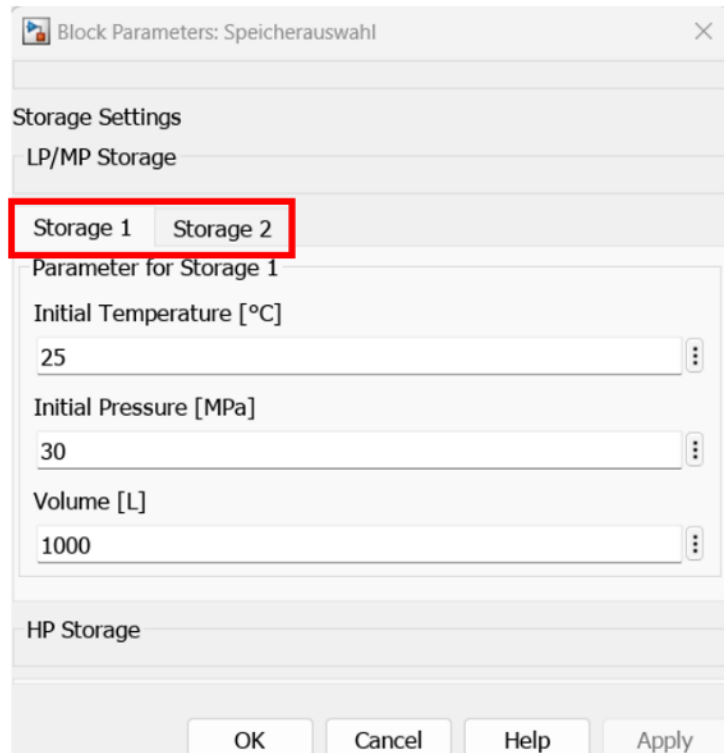 Block Parameters: Speicherauswahl
Storage Settings
LP/MP Storage
Storage 1 Storage 2
Parameter for Storage 1
Initial Temperature [°C]
25
Initial Pressure [MPa]
30
Volume [L]
1000
HP Storage
OK Cancel Help Apply